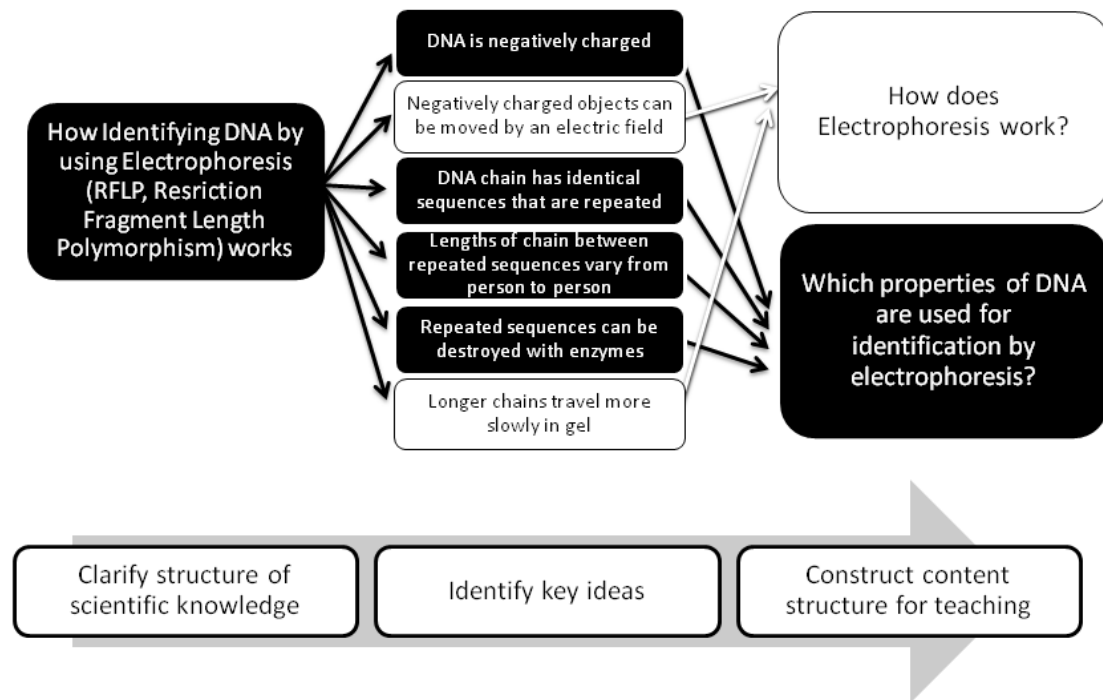 How Identifying DNA by
using Electrophoresis
(RFLP, Resriction
Fragment Length
Polymorphism) works
DNA is negatively charged
Negatively charged objects can
be moved by an electric field
DNA chain has identical
sequences that are repeated
Lengths of chain between
repeated sequences vary from
person to person
Repeated sequences can be
destroyed with enzymes
Longer chains travel more
slowly in gel
How does
Electrophoresis work?
Which properties of DNA
are used for
identification by
electrophoresis?
Clarify structure of
scientific knowledge
Identify key ideas
Construct content
structure for teaching